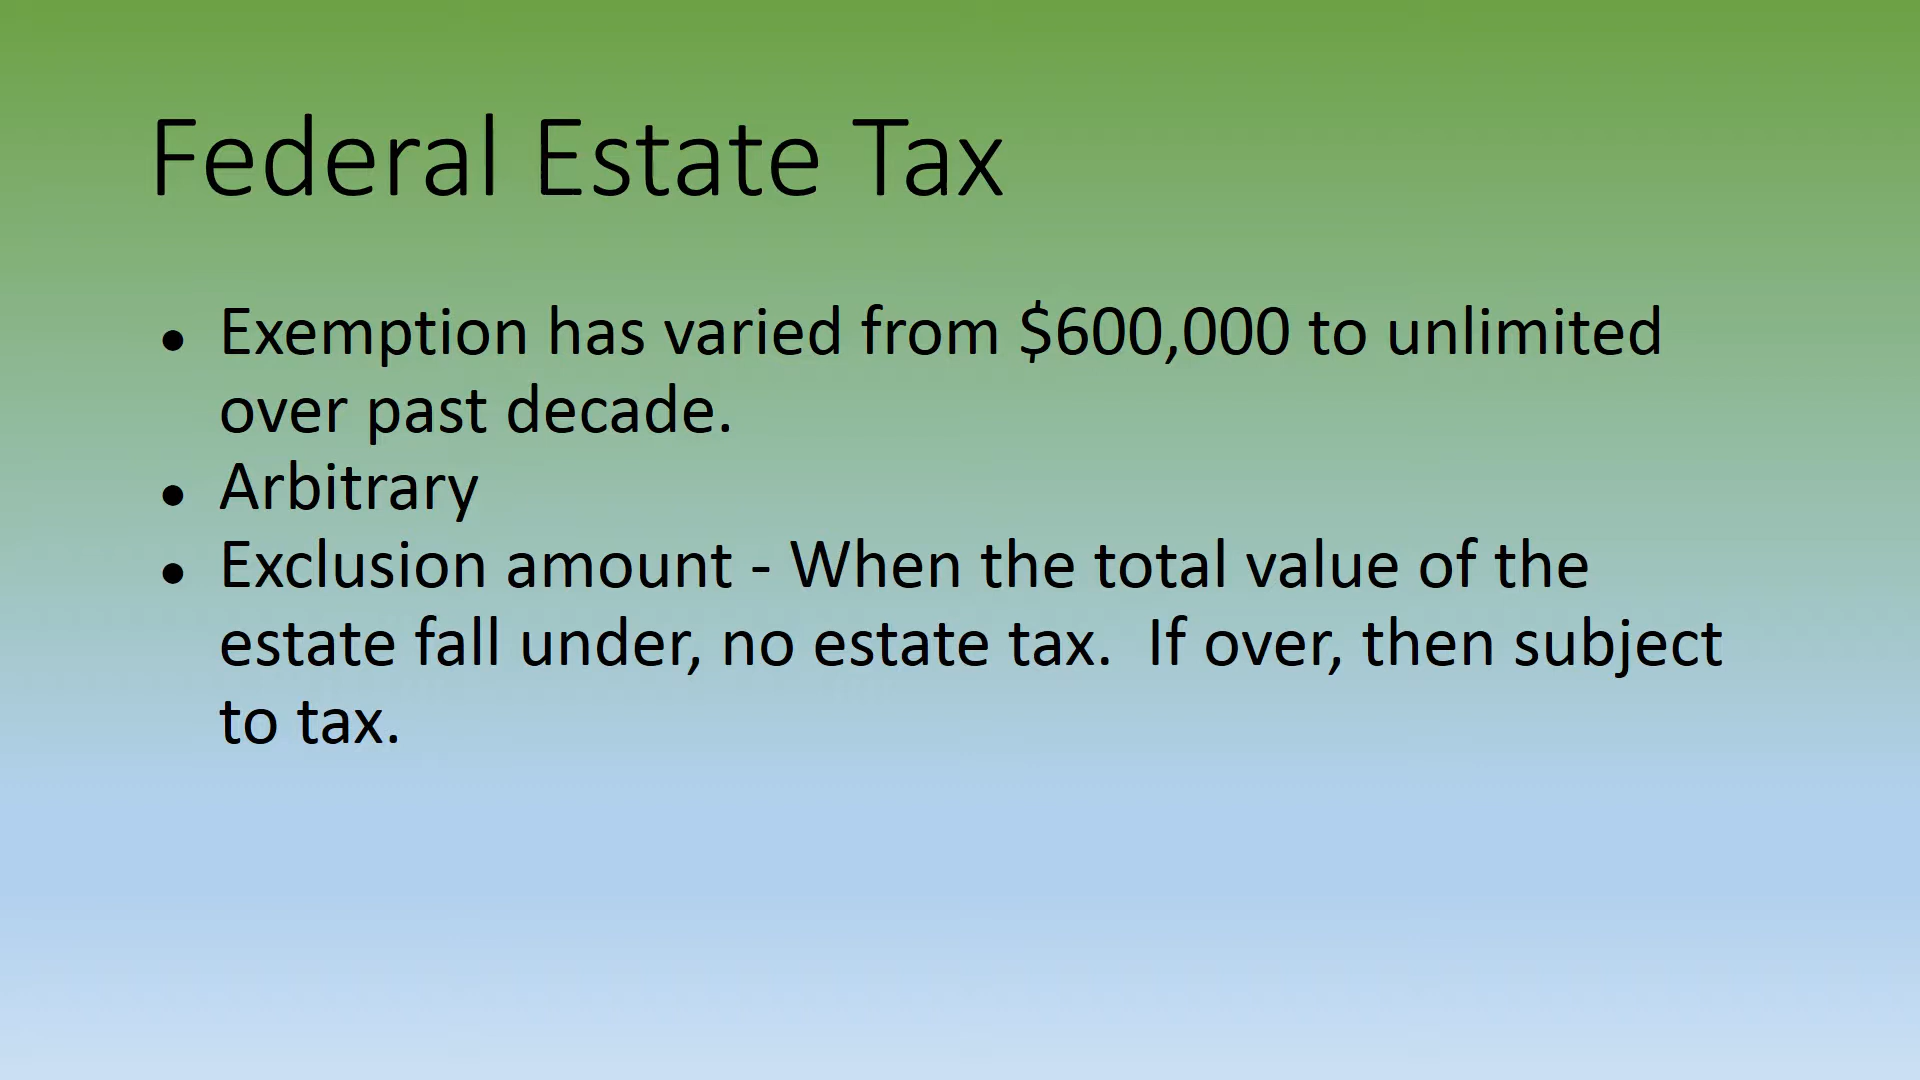 Federal Estate Tax
• Exemption has varied from $600,000 to unlimited
over past decade.
• Arbitrary
• Exclusion amount - When the total value of the
estate fall under, no estate tax.  If over, then subject
to tax.